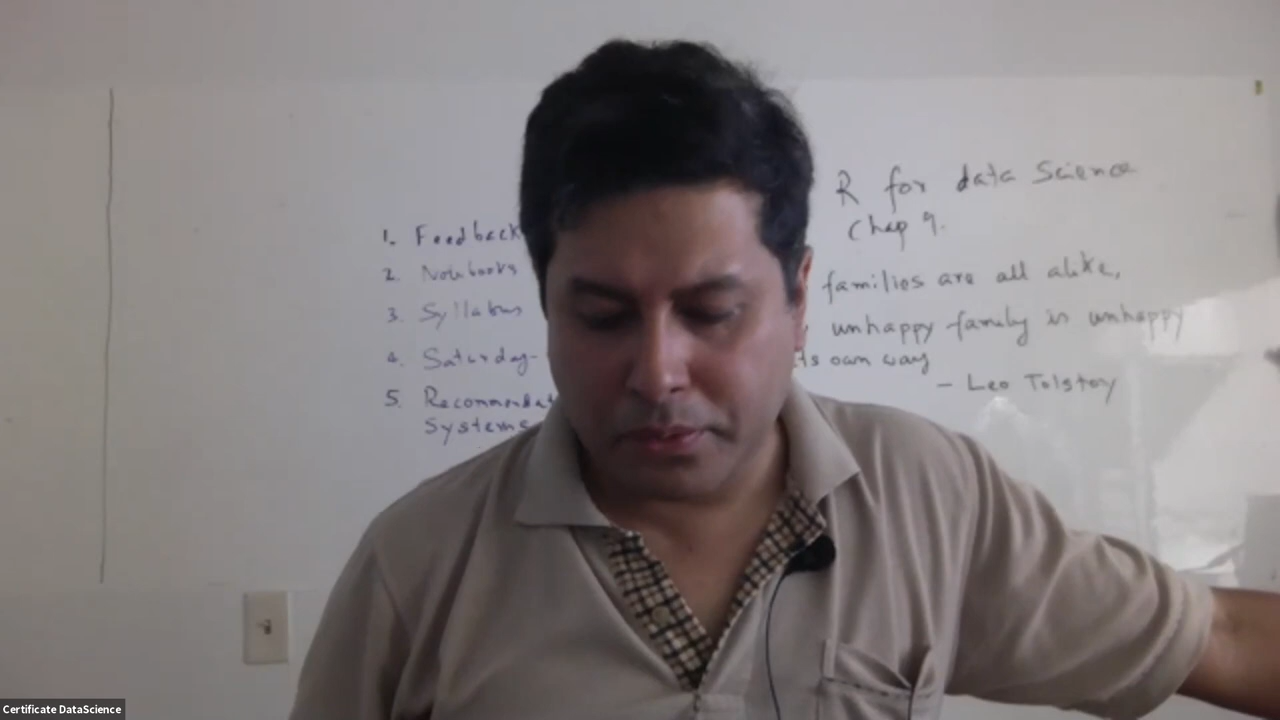 R for data Science
Chap 9.
1. Feedback
2. Notebooks
3. Syllabus
4. Saturday-
5. Recommendat
Systems
families are all alike,
unhappy family is unhappy
its own way
- Leo Tolstoy
Certificate DataScience